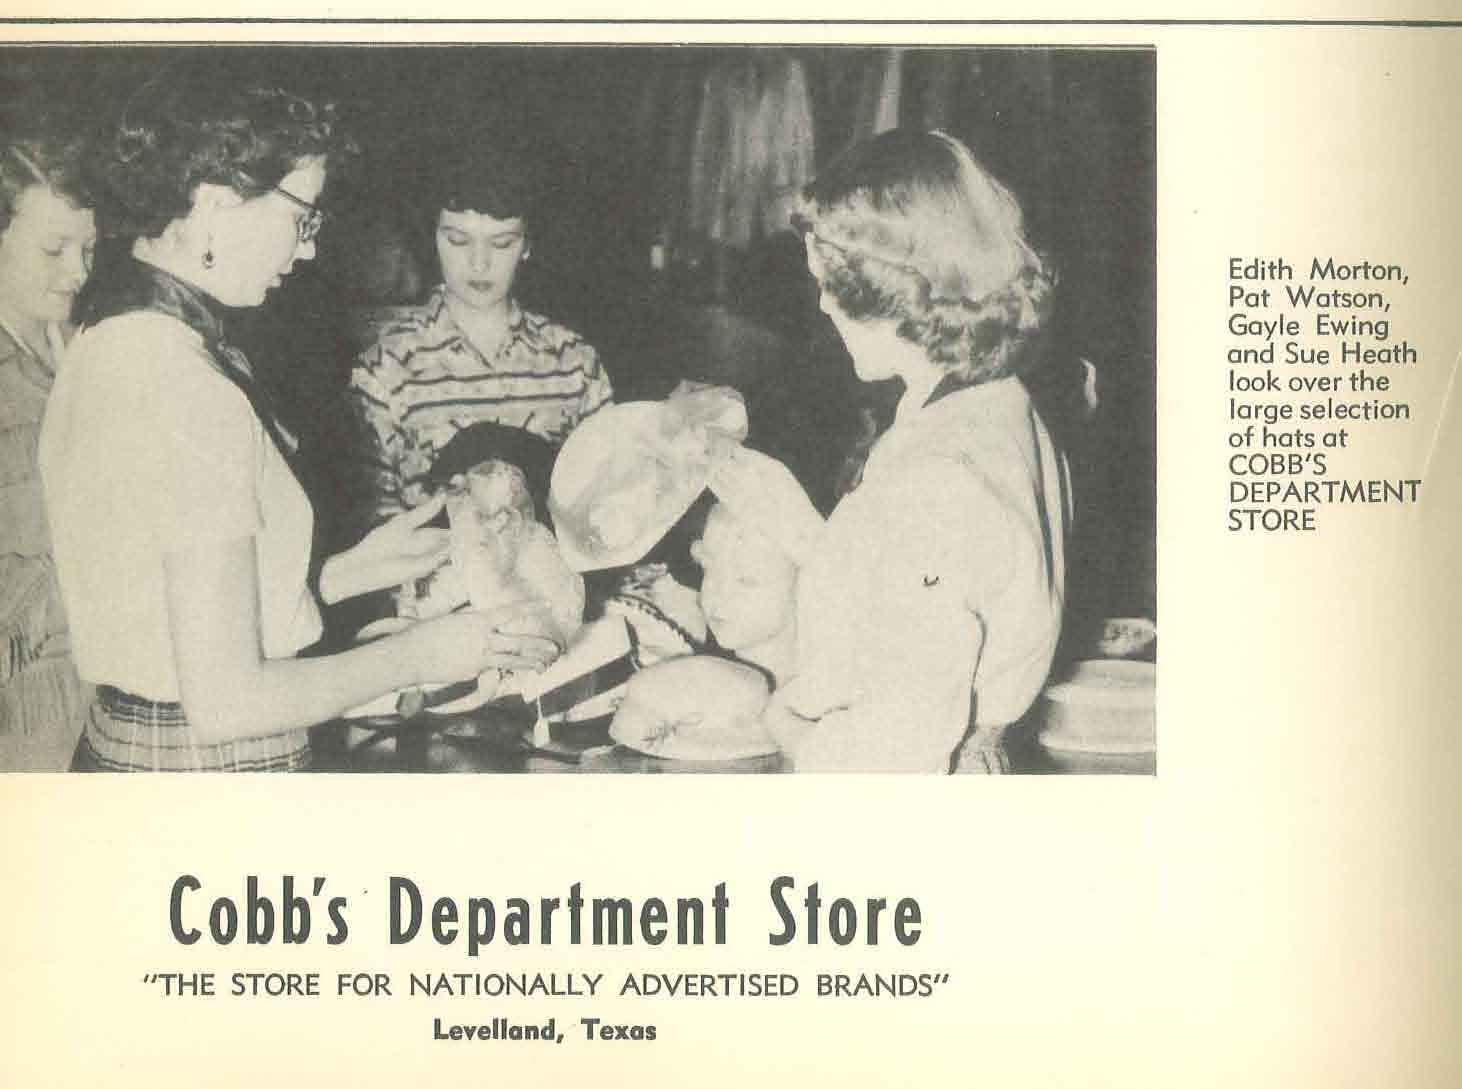 Edith Morton,
Pat Watson,
Gayle Ewing
and Sue Heath
look over the
large selection
of hats at
COBB'S
DEPARTMENT
STORE
Cobb's Department Store
"THE STORE FOR NATIONALLY ADVERTISED BRANDS"
Levelland, Texas